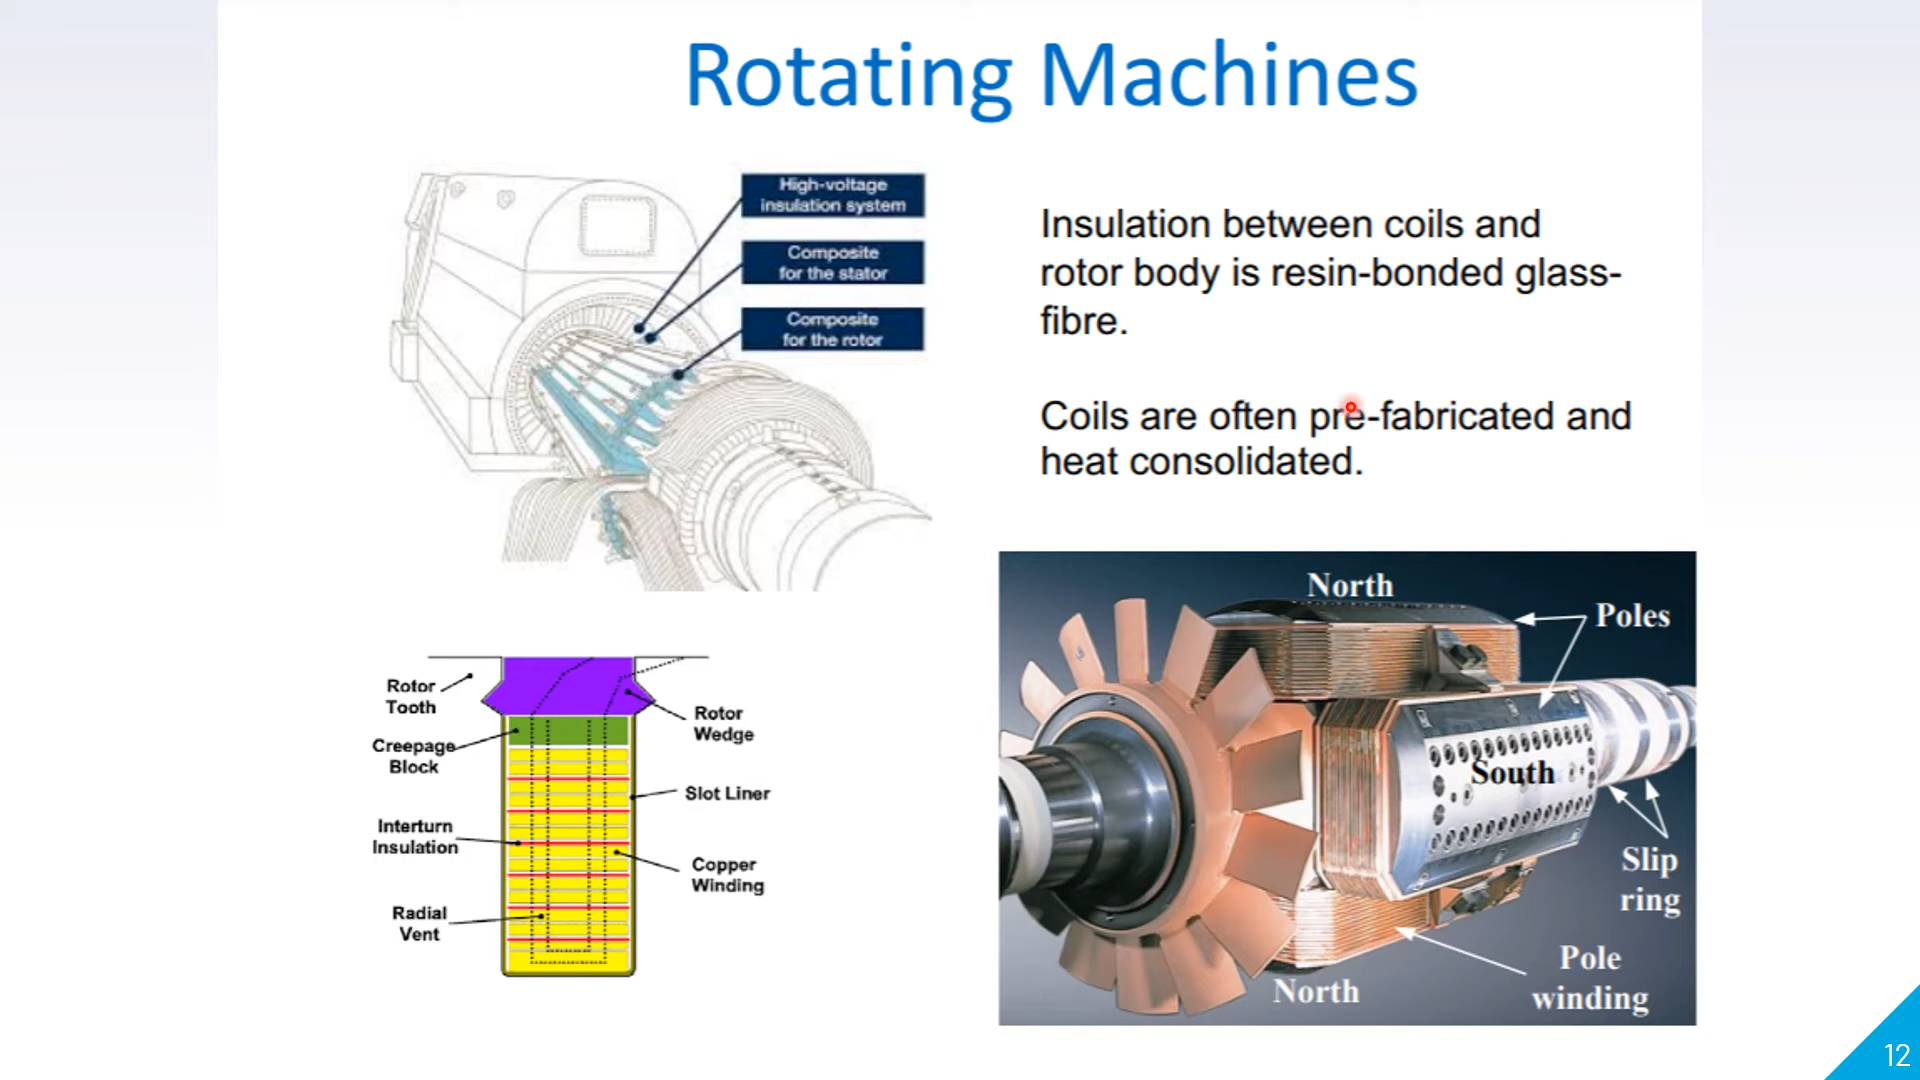 Rotating Machines
High-voltage
insulation system
Composite
for the stator
Composite
for the rotor
Insulation between coils and
rotor body is resin-bonded glass-
fibre.
Coils are often pre-fabricated and
heat consolidated.
Rotor
Tooth
Creepage
Block
Interturn
Insulation
Radial
Vent
Rotor
Wedge
Slot Liner
Copper
Winding
North
Poles
South
Slip
ring
Pole
winding
North
12